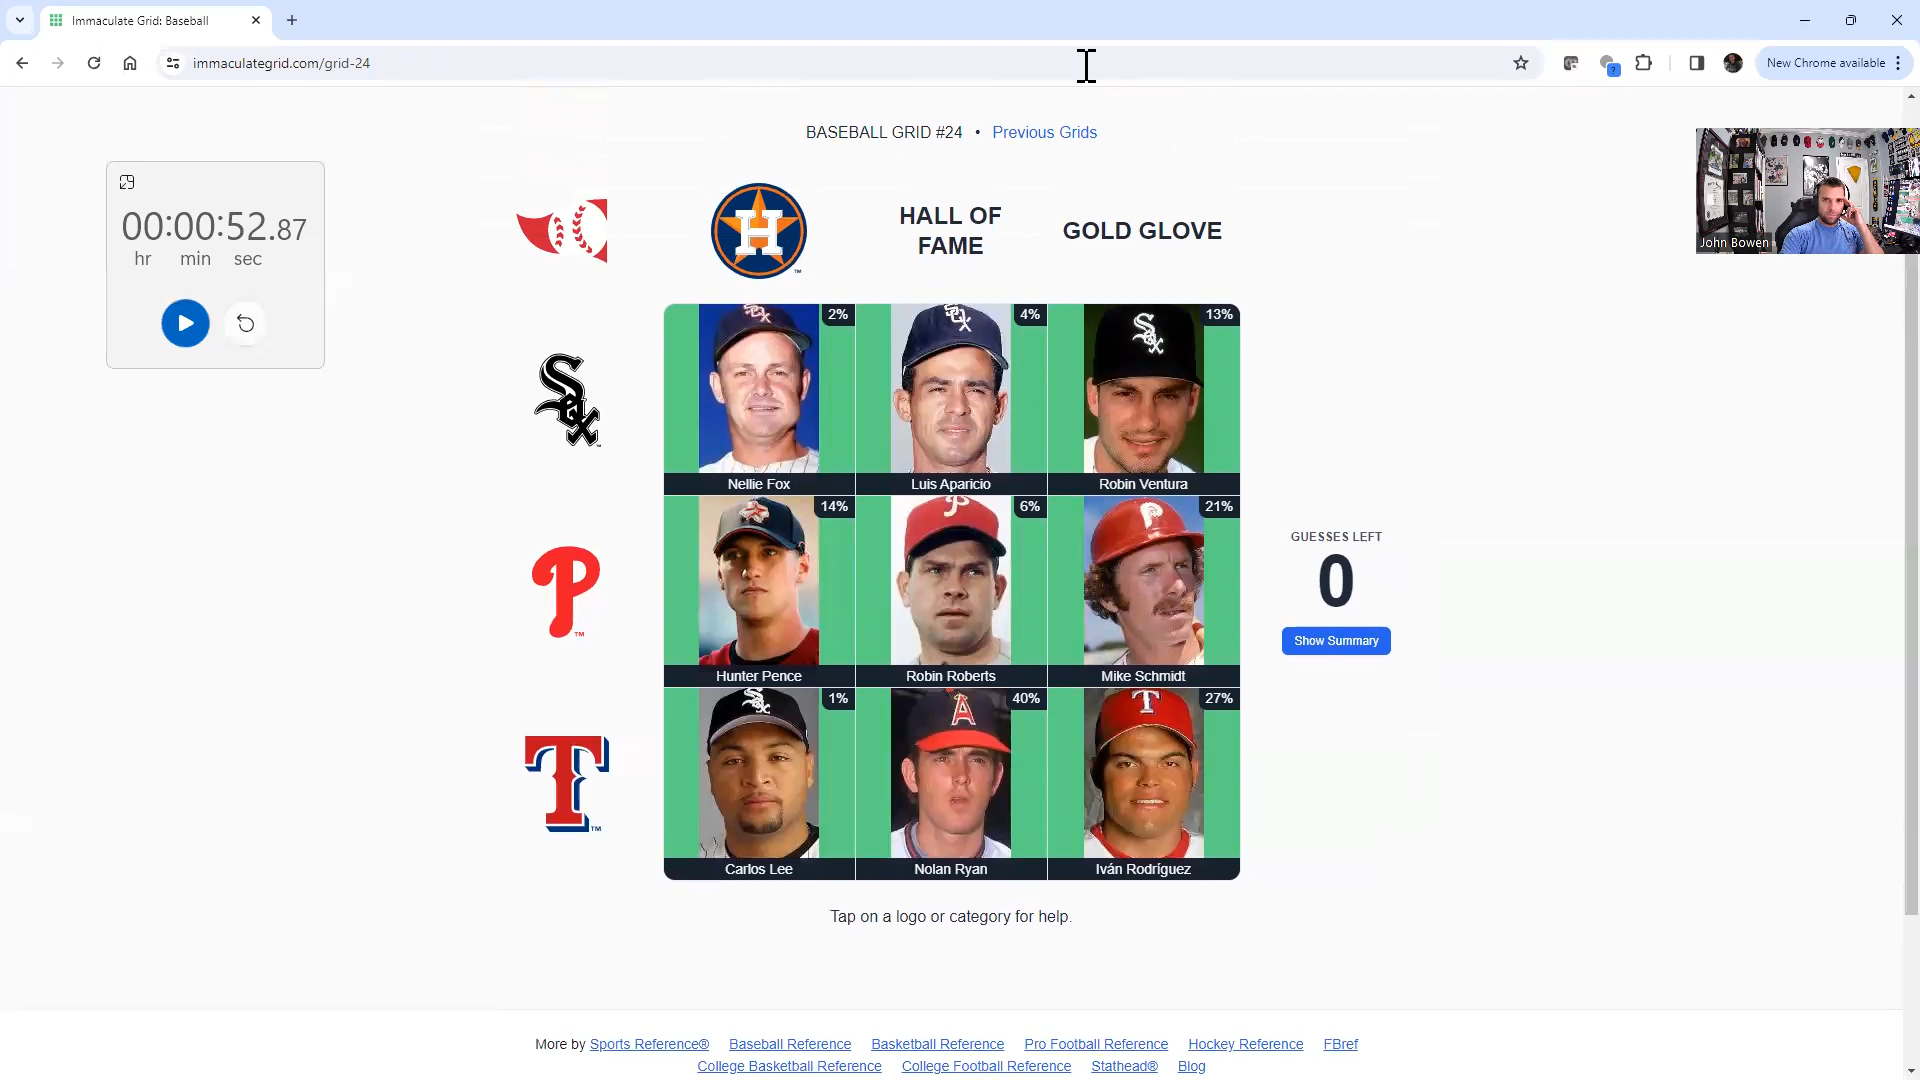 Immaculate Grid: Baseball
immaculategrid.com/grid-24
New Chrome available
BASEBALL GRID #24 • Previous Grids
00:00:52.87
hr min sec
H
HALL OF
FAME
GOLD GLOVE
John Bowen
Sox
2%
4%
13%
Nellie Fox
Luis Aparicio
Robin Ventura
P
14%
6%
21%
Hunter Pence
Robin Roberts
Mike Schmidt
T
1%
40%
27%
Carlos Lee
Nolan Ryan
Iván Rodríguez
GUESSES LEFT
0
Show Summary
Tap on a logo or category for help.
More by Sports Reference® Baseball Reference Basketball Reference Pro Football Reference Hockey Reference FBref
College Basketball Reference College Football Reference Stathead® Blog